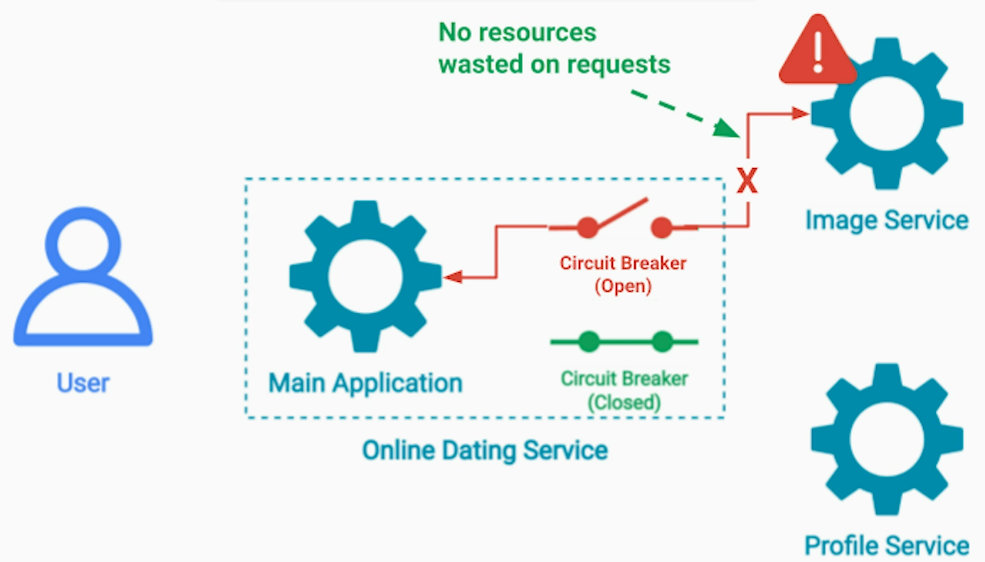 No resources
wasted on requests
X
Image Service
Circuit Breaker
(Open)
User
Main Application
Circuit Breaker
(Closed)
Online Dating Service
Profile Service